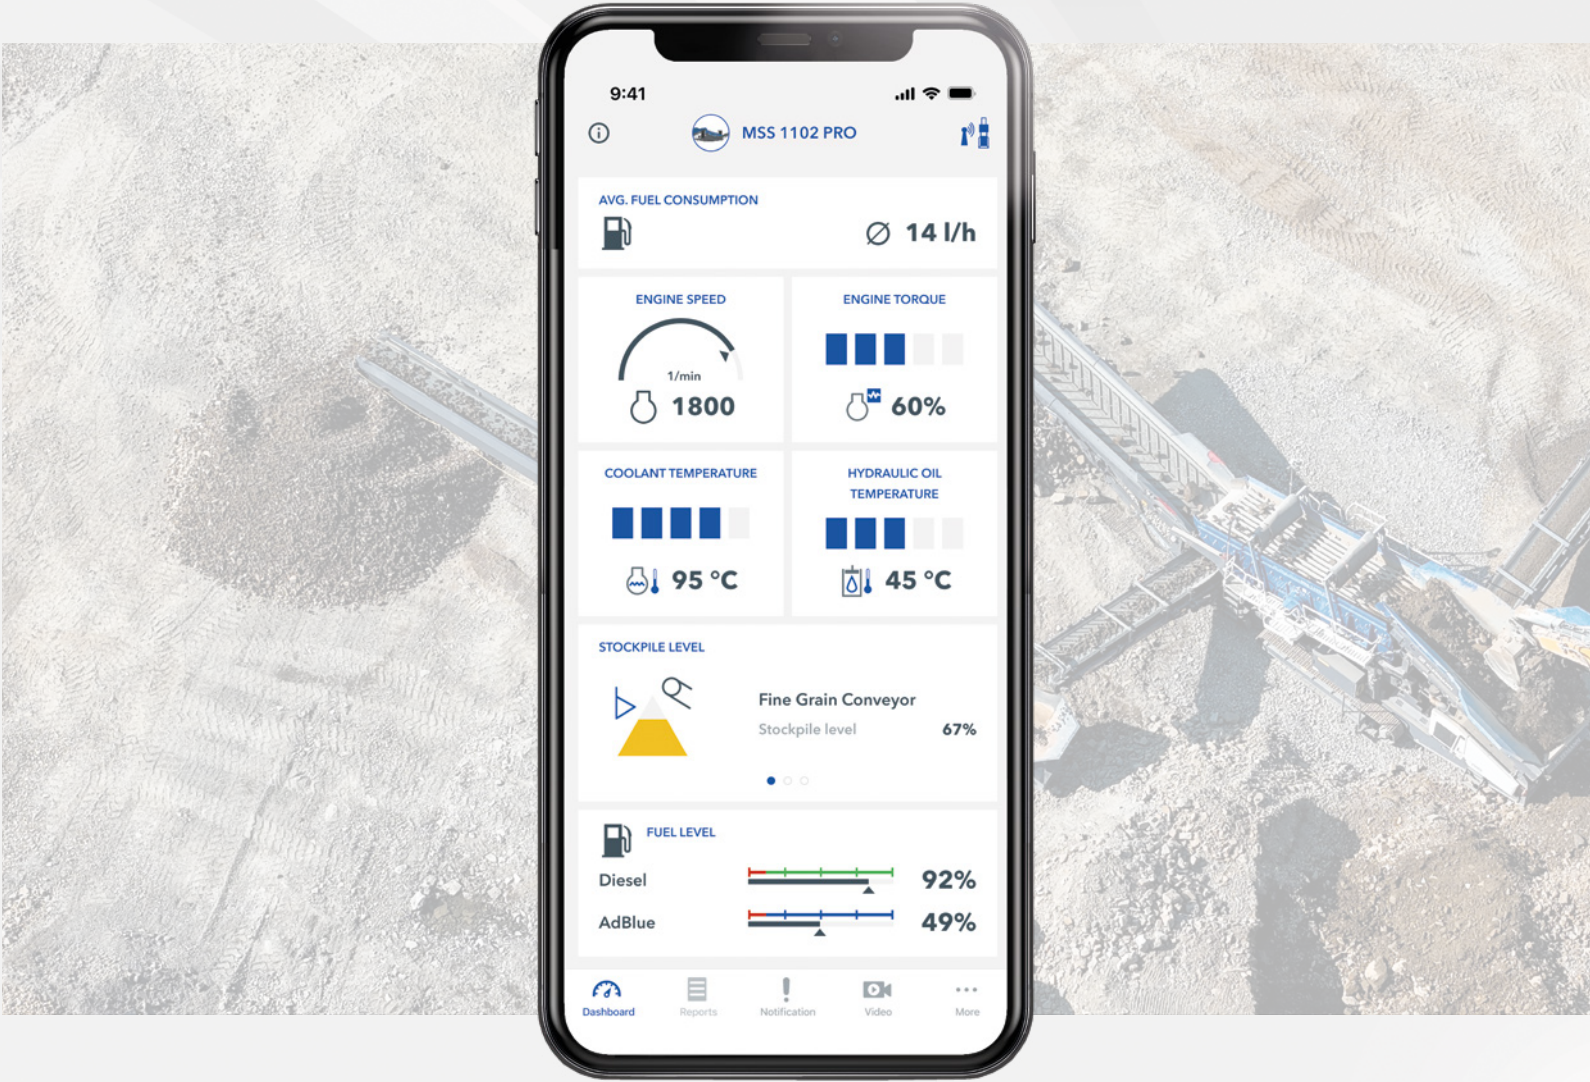 9:41
MSS 1102 PRO
AVG. FUEL CONSUMPTION
14 l/h
ENGINE SPEED
1/min
1800
ENGINE TORQUE
60%
COOLANT TEMPERATURE
95 °C
HYDRAULIC OIL
TEMPERATURE
45 °C
STOCKPILE LEVEL
Fine Grain Conveyor
Stockpile level 67%
FUEL LEVEL
Diesel 92%
AdBlue 49%
Dashboard Reports Notification Video More